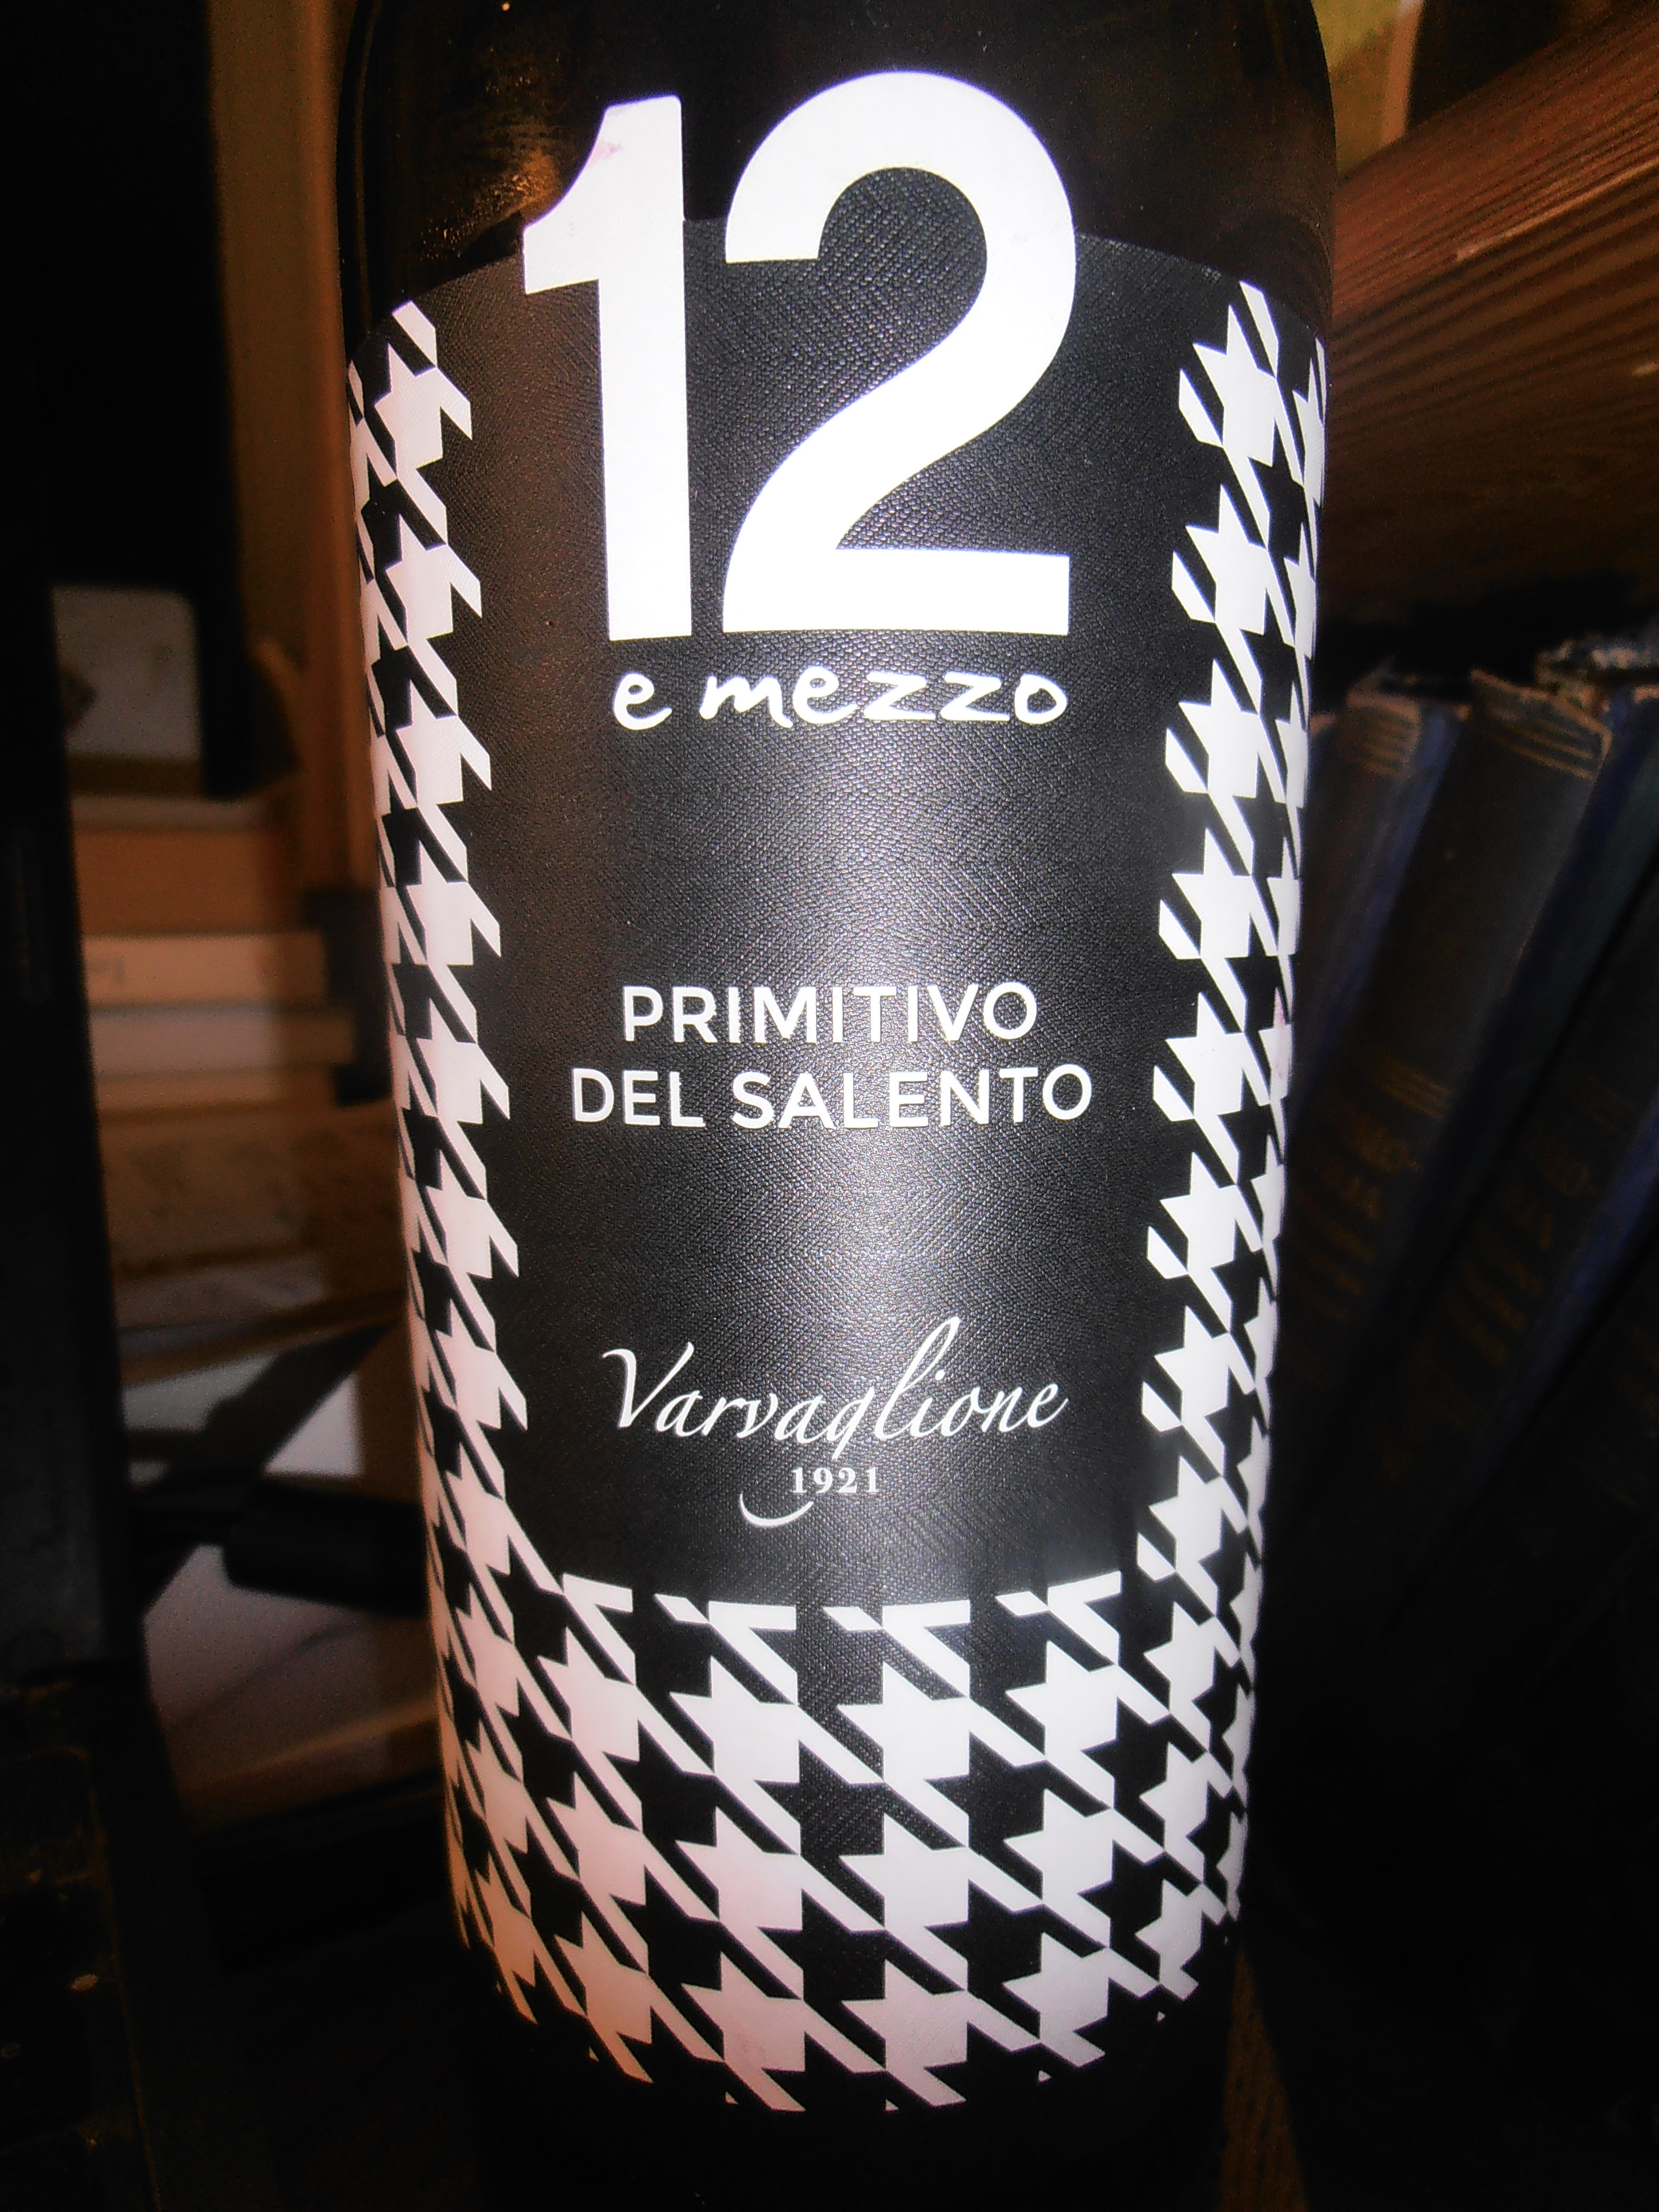 12
e mezzo
PRIMITIVO
DEL SALENTO
Varvaglione
1921